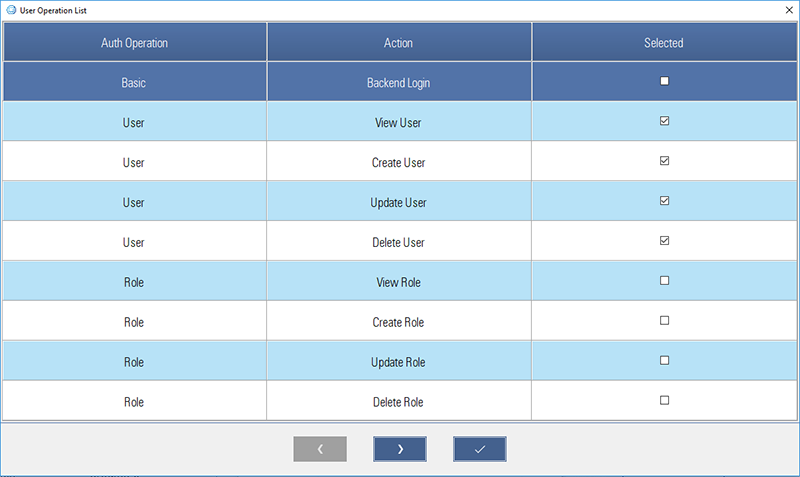 User Operation List
Auth Operation Action Selected
Basic Backend Login
User View User
User Create User
User Update User
User Delete User
Role View Role
Role Create Role
Role Update Role
Role Delete Role